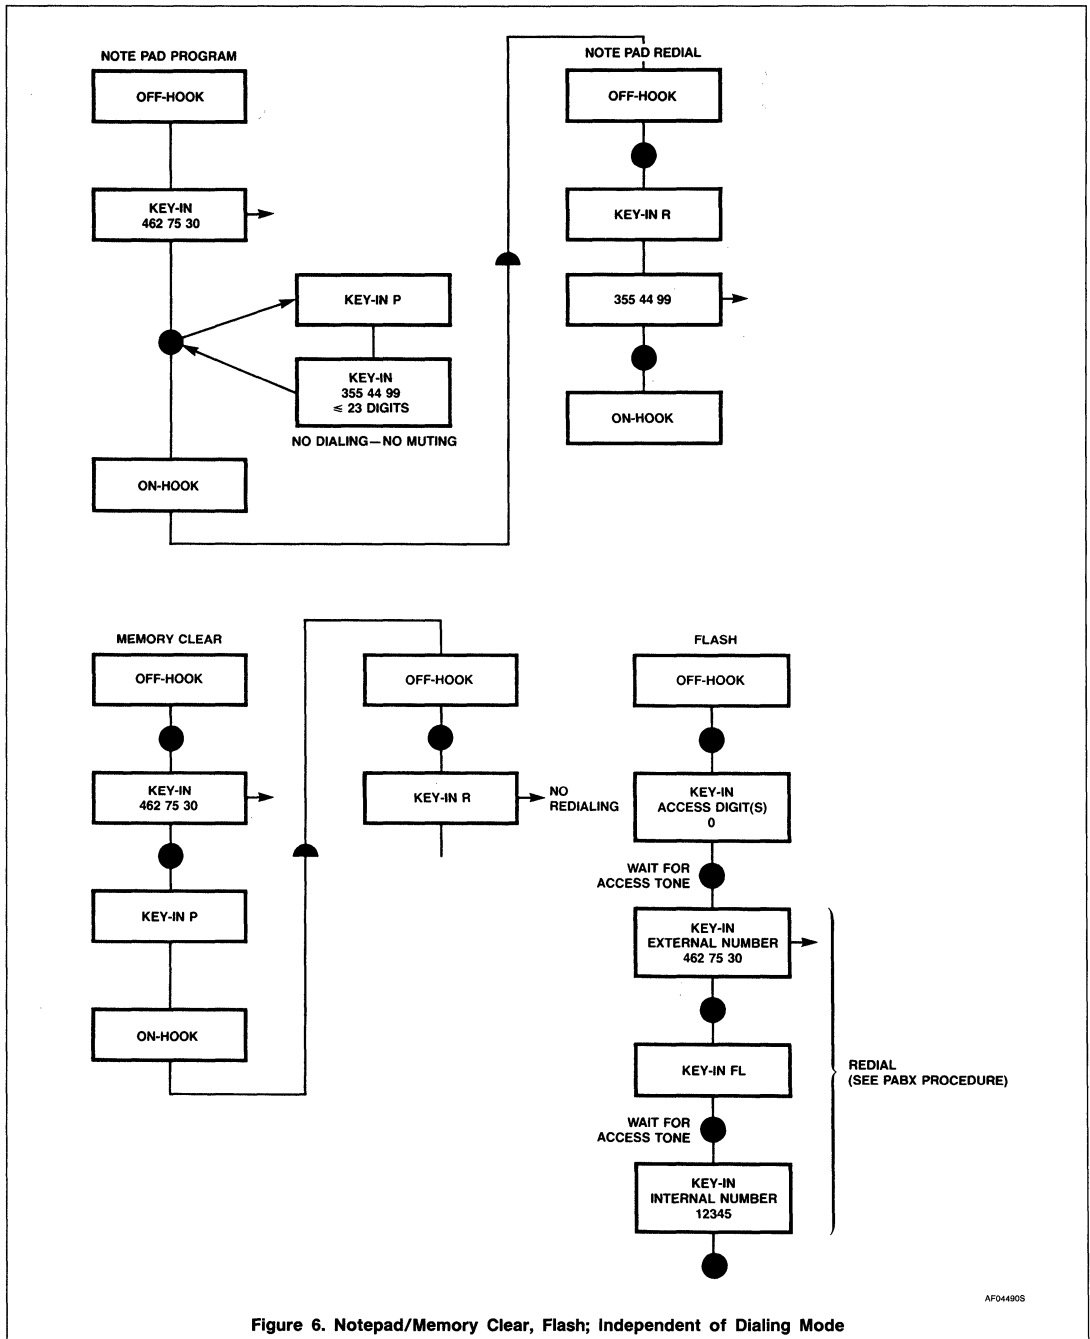 NOTE PAD PROGRAM
OFF-HOOK
KEY-IN
462 75 30
KEY-IN P
KEY-IN
355 44 99
≤ 23 DIGITS
NO DIALING—NO MUTING
ON-HOOK
NOTE PAD REDIAL
OFF-HOOK
KEY-IN R
355 44 99
ON-HOOK
MEMORY CLEAR
OFF-HOOK
KEY-IN
462 75 30
KEY-IN P
ON-HOOK
OFF-HOOK
KEY-IN R
NO
REDIALING
FLASH
OFF-HOOK
KEY-IN
ACCESS DIGIT(S)
0
WAIT FOR
ACCESS TONE
KEY-IN
EXTERNAL NUMBER
462 75 30
KEY-IN FL
WAIT FOR
ACCESS TONE
KEY-IN
INTERNAL NUMBER
12345
REDIAL
(SEE PABX PROCEDURE)
AF04490S
Figure 6. Notepad/Memory Clear, Flash; Independent of Dialing Mode